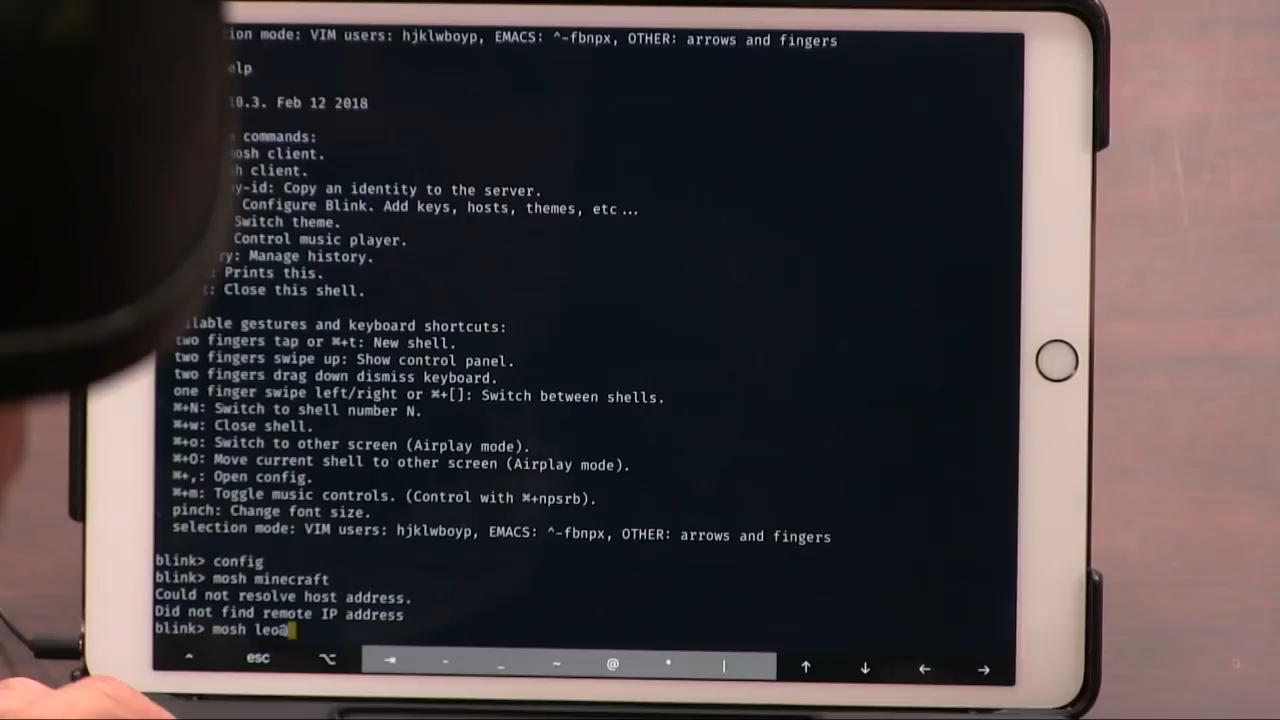 mode: VIM users: hjklwboyp, EMACS: ^-fbnpx, OTHER: arrows and fingers
10.3. Feb 12 2018
commands:
client.
client.
Copy an identity to the server.
Configure Blink. Add keys, hosts, themes, etc...
Switch theme.
Control music player.
Manage history.
: Prints this.
: Close this shell.
gestures and keyboard shortcuts:
two fingers tap or ⌘+t: New shell.
two fingers swipe up: Show control panel.
two fingers drag down dismiss keyboard.
one finger swipe left/right or ⌘+[]: Switch between shells.
⌘+N: Switch to shell number N.
⌘+w: Close shell.
⌘+o: Switch to other screen (Airplay mode).
⌘+O: Move current shell to other screen (Airplay mode).
⌘+,: Open config.
⌘+m: Toggle music controls. (Control with ⌘+npsrb).
pinch: Change font size.
selection mode: VIM users: hjklwboyp, EMACS: ^-fbnpx, OTHER: arrows and fingers
blink> config
blink> mosh minecraft
Could not resolve host address.
Did not find remote IP address
blink> mosh leo@
^ esc ⌥ ⇥ - _ ~ @ * | ↑ ↓ ← →